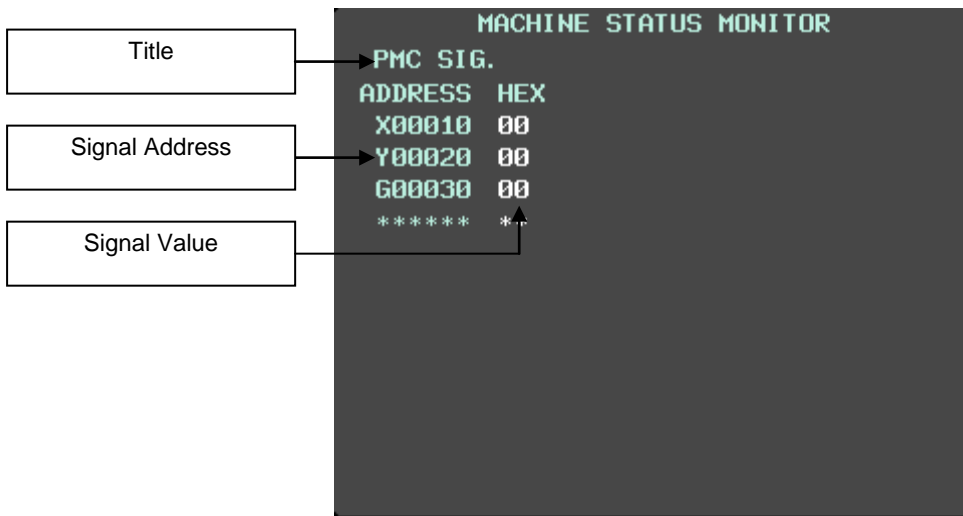 MACHINE STATUS MONITOR
Title
PMC SIG.
ADDRESS HEX
X00010 00
Signal Address
Y00020 00
G00030 00
****** **
Signal Value